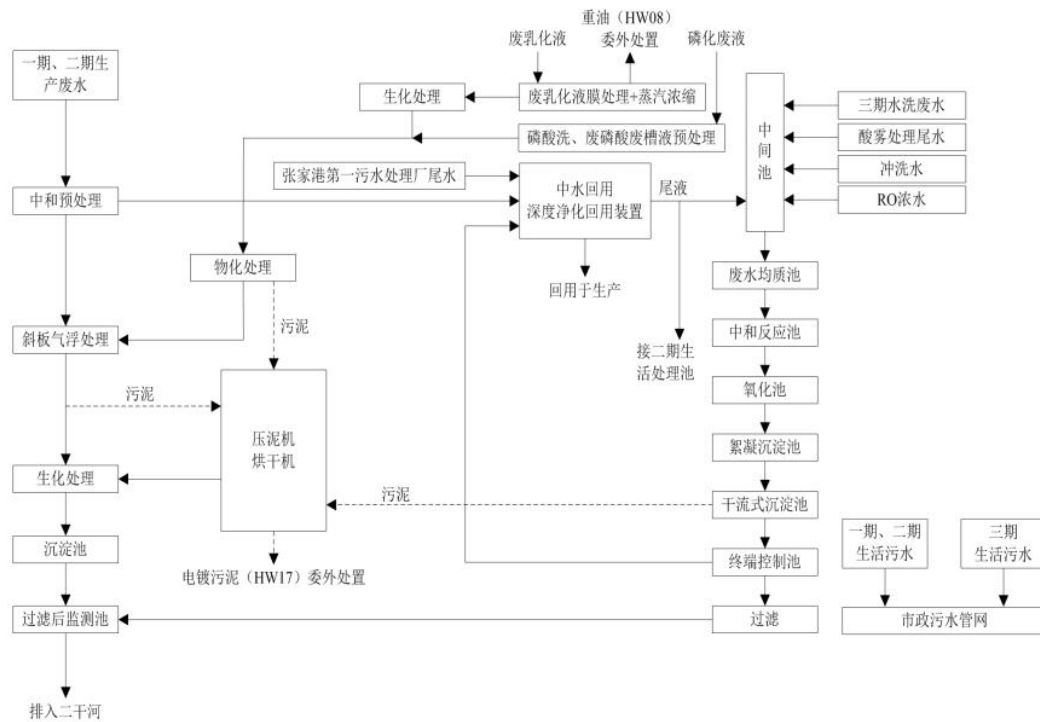 重油（HW08）
委外处置
废乳化液
磷化废液
一期、二期生
产废水
生化处理
废乳化液膜处理+蒸汽浓缩
三期水洗废水
磷酸洗、废磷酸废槽液预处理
酸雾处理尾水
中
间
池
张家港第一污水处理厂尾水
冲洗水
中水回用
深度净化回用装置
尾液
RO浓水
中和预处理
物化处理
废水均质池
回用于生产
污泥
斜板气浮处理
中和反应池
接二期生
活处理池
污泥
氧化池
压泥机
烘干机
絮凝沉淀池
生化处理
污泥
干流式沉淀池
一期、二期
生活污水
三期
生活污水
沉淀池
终端控制池
电镀污泥（HW17）委外处置
过滤后监测池
过滤
市政污水管网
排入二干河